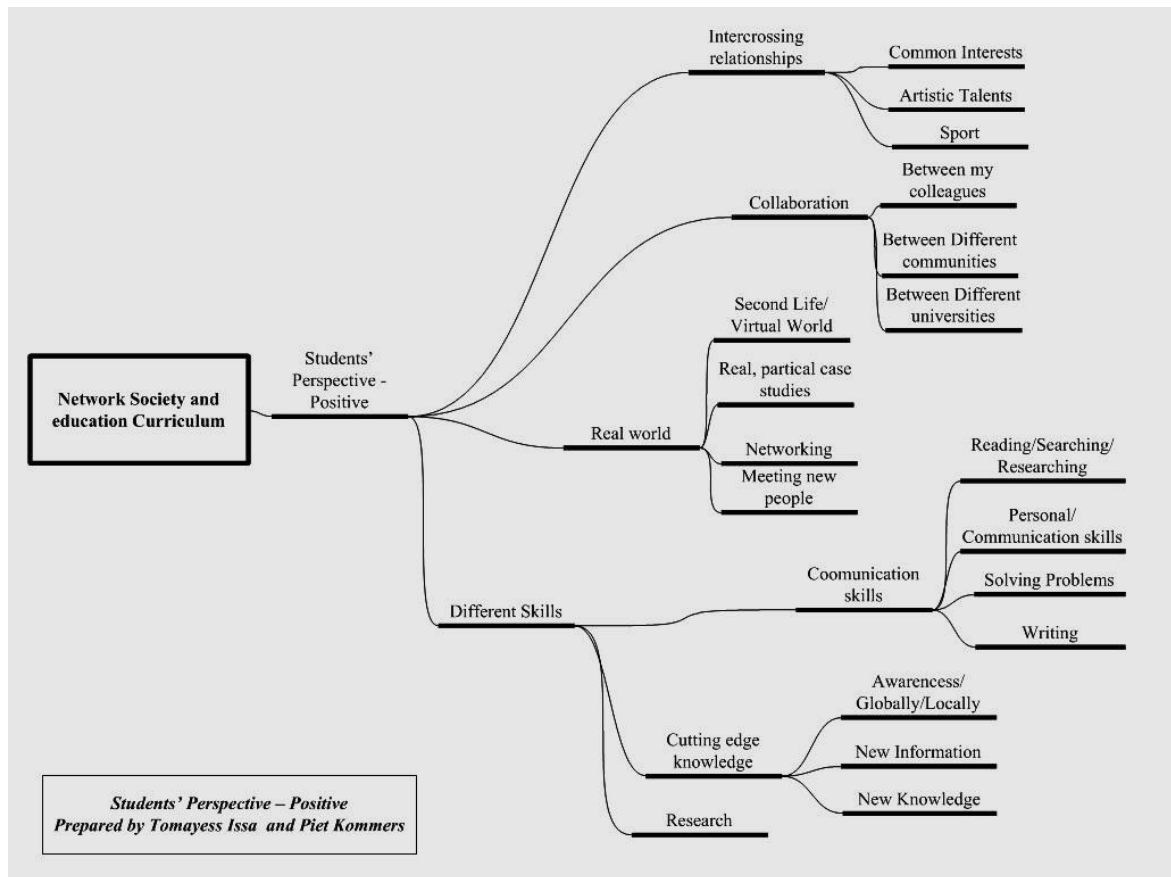 Network Society and
education Curriculum
Students'
Perspective -
Positive
Intercrossing
relationships
Common Interests
Artistic Talents
Sport
Collaboration
Between my
colleagues
Between Different
communities
Between Different
universities
Real world
Second Life/
Virtual World
Real, partical case
studies
Networking
Meeting new
people
Different Skills
Coomunication
skills
Reading/Searching/
Researching
Personal/
Communication skills
Solving Problems
Writing
Cutting edge
knowledge
Awarencess/
Globally/Locally
New Information
New Knowledge
Research
Students' Perspective – Positive
Prepared by Tomayess Issa and Piet Kommers